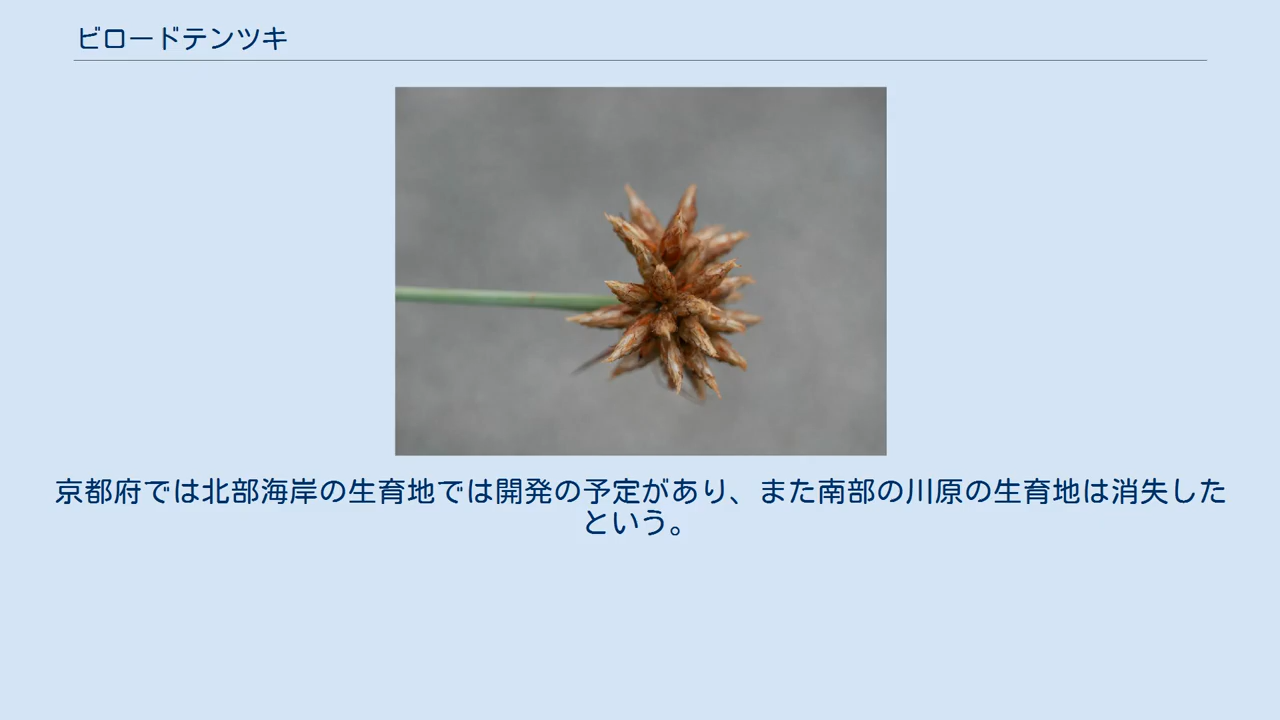 ビロードテンツキ
京都府では北部海岸の生育地では開発の予定があり、また南部の川原の生育地は消失した
という。